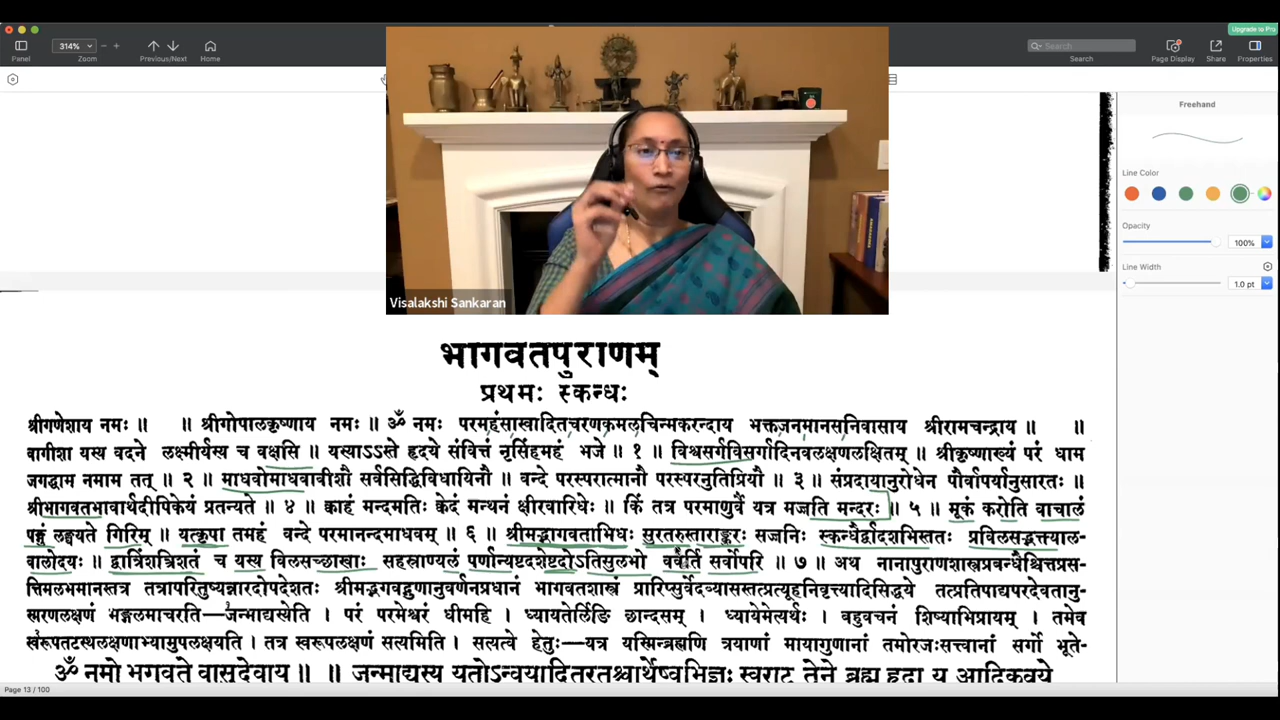 Upgrade to Pro
314%
Search
Panel Zoom Previous/Next Home Search Page Display Share Properties
Freehand
Line Color
Opacity
100%
Line Width
1.0 pt
Visalakshi Sankaran
भागवतपुराणम्
प्रथमः स्कन्धः
श्रीगणेशाय नमः ॥ ॥ श्रीगोपालकृष्णाय नमः ॥ ॐ नमः परमहंसास्वादितचरणकमलचिन्मकरन्दाय भक्तजनमानसनिवासाय श्रीरामचन्द्राय ॥ ॥
वागीशा यस्य वदने लक्ष्मीर्यस्य च वक्षसि ॥ यस्याऽऽस्ते हृदये संवित्तं नृसिंहमहं भजे ॥ १ ॥ विश्वसर्गविसर्गादिनवलक्षणलक्षितम् ॥ श्रीकृष्णाख्यं परं धाम
जगद्धाम नमाम तत् ॥ २ ॥ माधवोमाधवावीशौ सर्वसिद्धिविधायिनौ ॥ वन्दे परस्परात्मानौ परस्परनुतिप्रियौ ॥ ३ ॥ संप्रदायानुरोधेन पौर्वापर्यानुसारतः ॥
श्रीभागवतभावार्थदीपिकेयं प्रतन्यते ॥ ४ ॥ क्काहं मन्दमतिः क्केदं मन्थनं क्षीरवारिधेः ॥ किं तत्र परमाणुर्वै यत्र मज्जति मन्दरः ॥ ५ ॥ मूकं करोति वाचालं
पङ्गुं लङ्घयते गिरिम् ॥ यत्कृपा तमहं वन्दे परमानन्दमाधवम् ॥ ६ ॥ श्रीमद्भागवताभिधः सुरतरुस्ताराङ्कुरः सज्जनिः स्कन्धैर्द्वादशभिस्ततः प्रविलसद्भक्त्याल-
वालोदयः ॥ द्वात्रिंशत्रिशतं च यस्य विलसच्छाखाः सहस्राण्यलं पर्णान्यष्टदशेष्टदोऽतिसुलभो वर्वर्ति सर्वोपरि ॥ ७ ॥ अथ नानापुराणशास्त्रप्रबन्धैश्चित्तप्रस-
त्तिमलभमानस्तत्र तत्रापरितुष्यन्नारदोपदेशतः श्रीमद्भगवद्गुणानुवर्णनप्रधानं भागवतशास्त्रं प्रारिप्सुर्वेदव्यासस्तत्प्रत्यूहनिवृत्त्यादिसिद्धये तत्प्रतिपाद्यपरदेवतानु-
स्मरणलक्षणं मङ्गलमाचरति—जन्माद्यस्येति । परं परमेश्वरं धीमहि । ध्यायतेर्लिङि छान्दसम् । ध्यायेमेत्यर्थः । बहुवचनं शिष्याभिप्रायम् । तमेव
स्वरूपतटस्थलक्षणाभ्यामुपलक्षयति । तत्र स्वरूपलक्षणं सत्यमिति । सत्यत्वे हेतुः—यत्र यस्मिन्ब्रह्मणि त्रयाणां मायागुणानां तमोरजःसत्त्वानां सर्गो भूते-
ॐ नमो भगवते वासुदेवाय ॥ ॥ जन्माद्यस्य यतोऽन्वयादितरतश्चार्थेष्वभिज्ञः स्वराट् तेने ब्रह्म हृदा य आदिकवये
Page 13 / 100